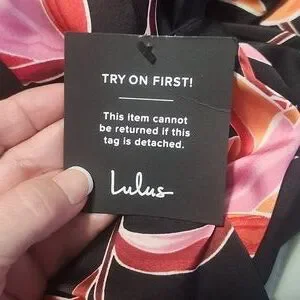 TRY ON FIRST!
This item cannot
be returned if this
tag is detached.
Lulus